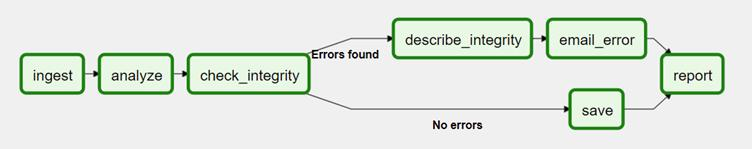 ingest
analyze
check_integrity
Errors found
describe_integrity
email_error
No errors
save
report